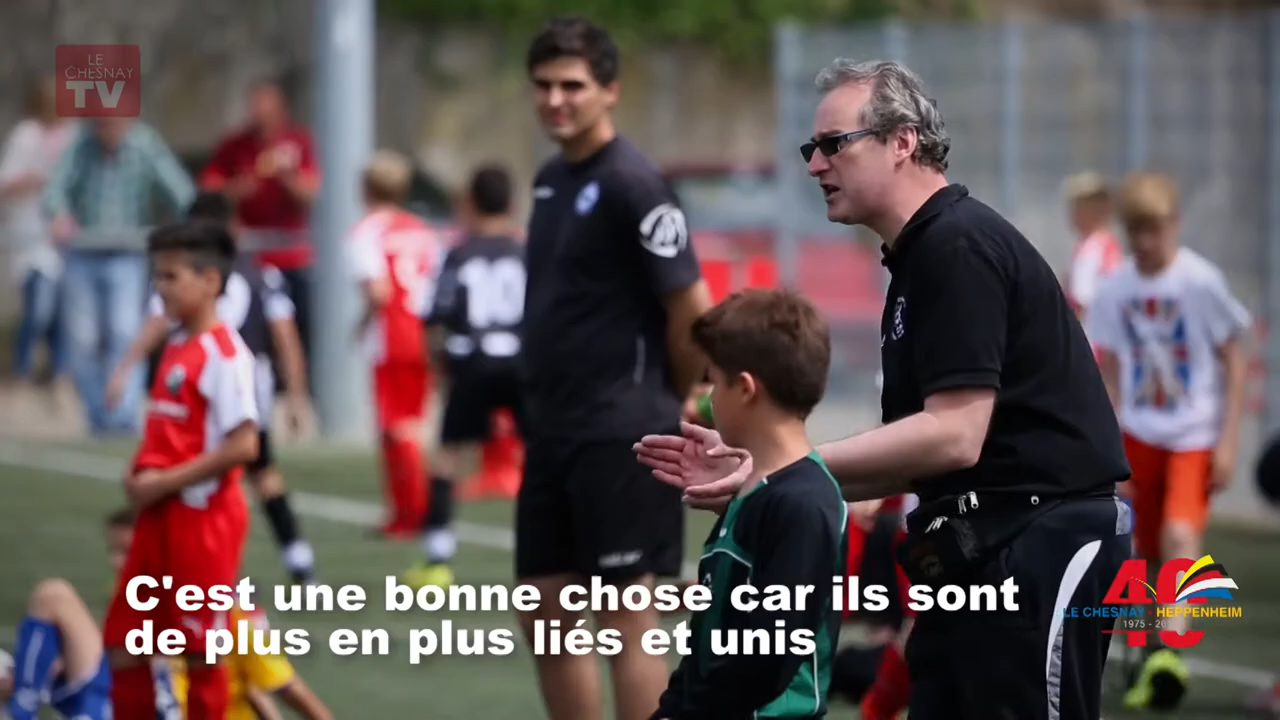 LE
CHESNAY
TV
10
C'est une bonne chose car ils sont
de plus en plus liés et unis
40
LE CHESNAY HEPPENHEIM
1975 - 20